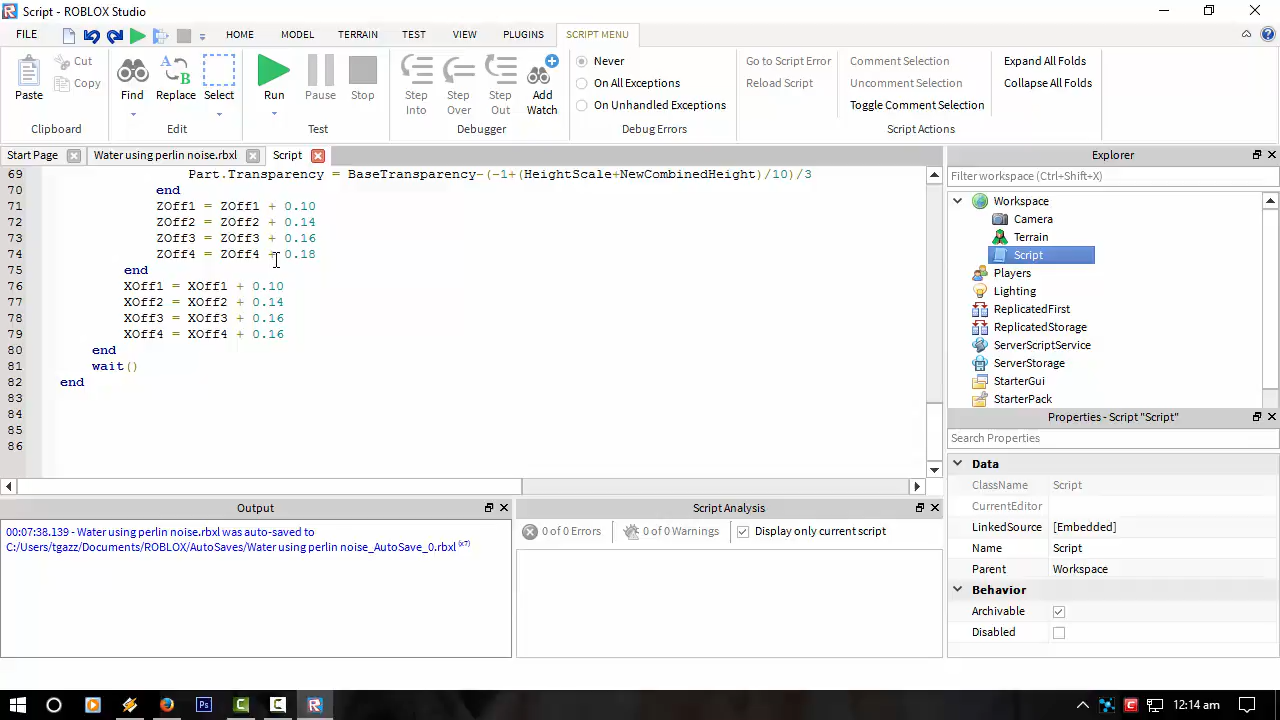 Script - ROBLOX Studio
FILE HOME MODEL TERRAIN TEST VIEW PLUGINS SCRIPT MENU
Paste Cut Copy
Clipboard
Find Replace Select
Edit
Run Pause Stop
Test
Step Into Step Over Step Out Add Watch
Debugger
Never
On All Exceptions
On Unhandled Exceptions
Debug Errors
Go to Script Error
Reload Script
Comment Selection
Uncomment Selection
Toggle Comment Selection
Expand All Folds
Collapse All Folds
Script Actions
Start Page Water using perlin noise.rbxl Script
69 Part.Transparency = BaseTransparency-(-1+(HeightScale+NewCombinedHeight)/10)/3
70 end
71 ZOff1 = ZOff1 + 0.10
72 ZOff2 = ZOff2 + 0.14
73 ZOff3 = ZOff3 + 0.16
74 ZOff4 = ZOff4 + 0.18
75 end
76 XOff1 = XOff1 + 0.10
77 XOff2 = XOff2 + 0.14
78 XOff3 = XOff3 + 0.16
79 XOff4 = XOff4 + 0.16
80 end
81 wait()
82 end
83
84
85
86
Explorer
Filter workspace (Ctrl+Shift+X)
Workspace
Camera
Terrain
Script
Players
Lighting
ReplicatedFirst
ReplicatedStorage
ServerScriptService
ServerStorage
StarterGui
StarterPack
Properties - Script "Script"
Search Properties
Data
ClassName Script
CurrentEditor
LinkedSource [Embedded]
Name Script
Parent Workspace
Behavior
Archivable
Disabled
Output
00:07:38.139 - Water using perlin noise.rbxl was auto-saved to
C:/Users/tgazz/Documents/ROBLOX/AutoSaves/Water using perlin noise_AutoSave_0.rbxl (x7)
Script Analysis
0 of 0 Errors 0 of 0 Warnings Display only current script
12:14 am